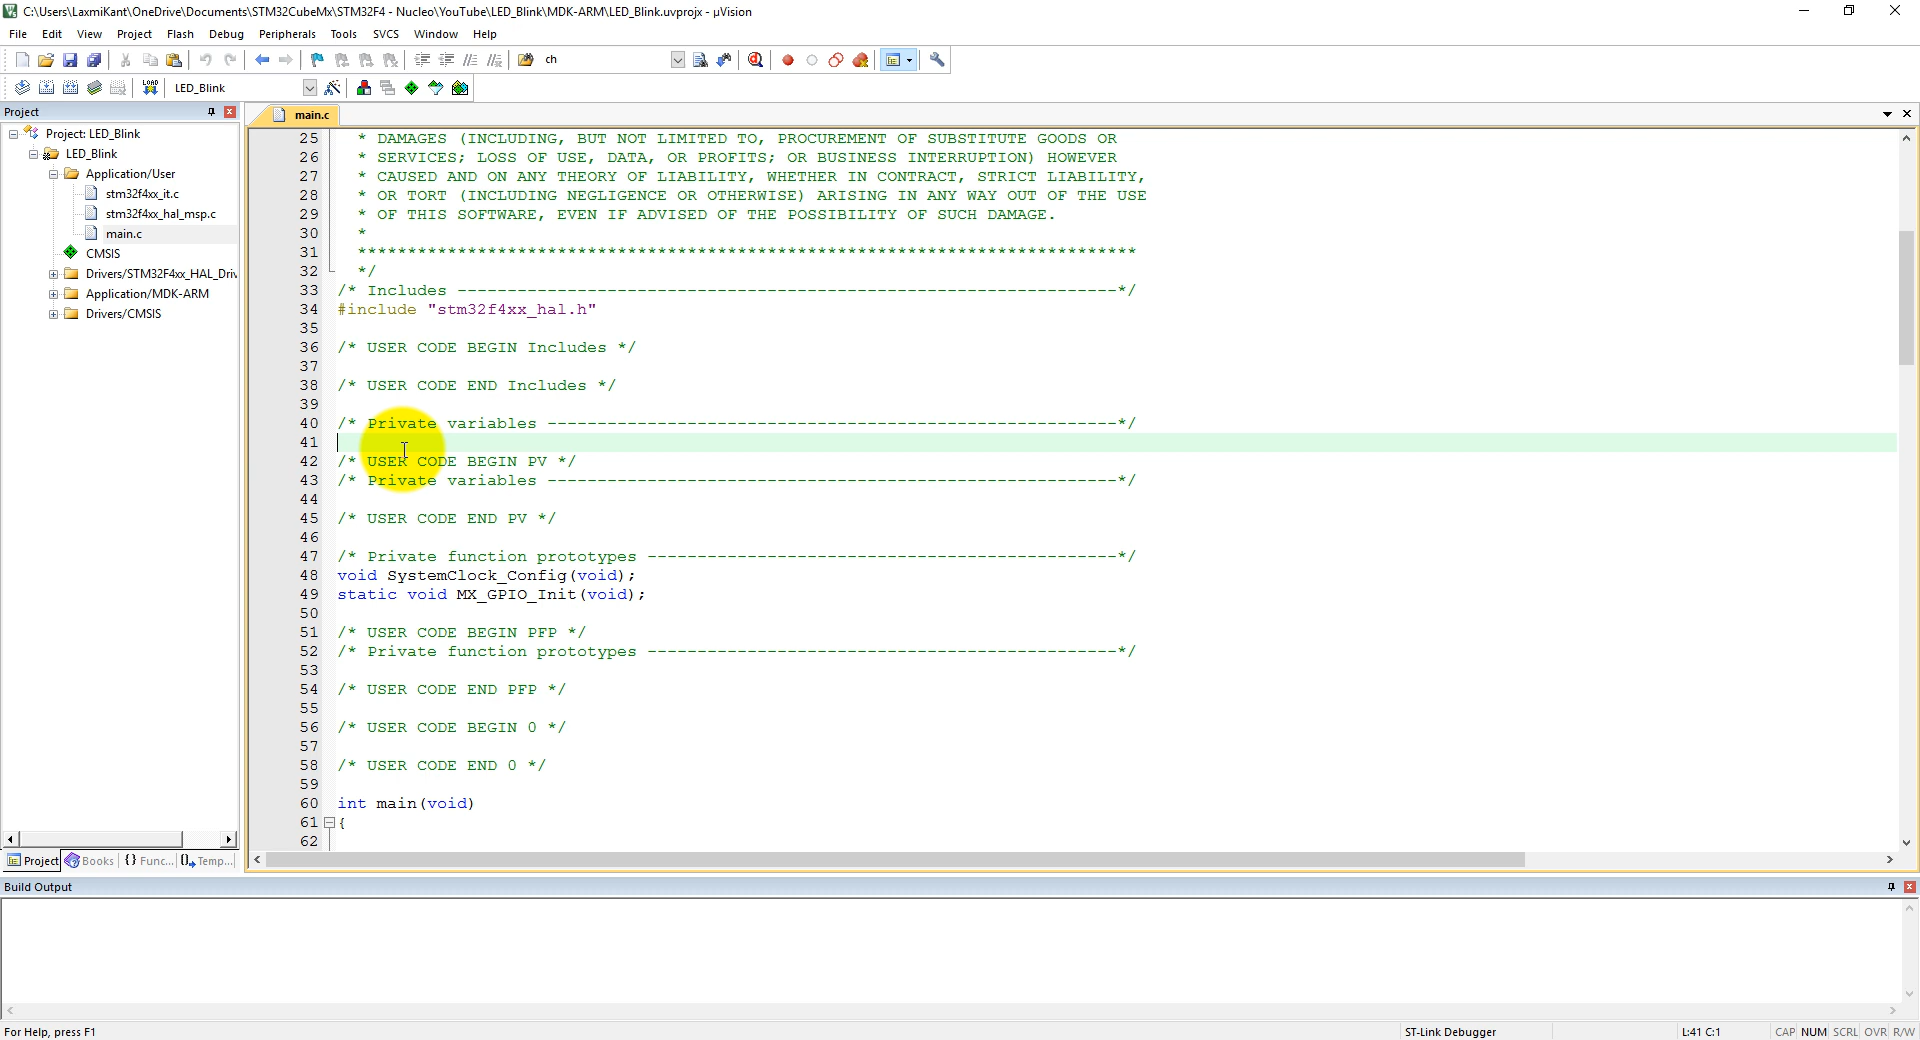 C:\Users\LaxmiKant\OneDrive\Documents\STM32CubeMx\STM32F4 - Nucleo\YouTube\LED_Blink\MDK-ARM\LED_Blink.uvprojx - µVision
File Edit View Project Flash Debug Peripherals Tools SVCS Window Help
ch
LOAD LED_Blink
Project
main.c
Project: LED_Blink
LED_Blink
Application/User
stm32f4xx_it.c
stm32f4xx_hal_msp.c
main.c
CMSIS
Drivers/STM32F4xx_HAL_Driv
Application/MDK-ARM
Drivers/CMSIS
25 * DAMAGES (INCLUDING, BUT NOT LIMITED TO, PROCUREMENT OF SUBSTITUTE GOODS OR
26 * SERVICES; LOSS OF USE, DATA, OR PROFITS; OR BUSINESS INTERRUPTION) HOWEVER
27 * CAUSED AND ON ANY THEORY OF LIABILITY, WHETHER IN CONTRACT, STRICT LIABILITY,
28 * OR TORT (INCLUDING NEGLIGENCE OR OTHERWISE) ARISING IN ANY WAY OUT OF THE USE
29 * OF THIS SOFTWARE, EVEN IF ADVISED OF THE POSSIBILITY OF SUCH DAMAGE.
30 *
31 ******************************************************************************
32 */
33 /* Includes ------------------------------------------------------------------*/
34 #include "stm32f4xx_hal.h"
35
36 /* USER CODE BEGIN Includes */
37
38 /* USER CODE END Includes */
39
40 /* Private variables ---------------------------------------------------------*/
41
42 /* USER CODE BEGIN PV */
43 /* Private variables ---------------------------------------------------------*/
44
45 /* USER CODE END PV */
46
47 /* Private function prototypes -----------------------------------------------*/
48 void SystemClock_Config(void);
49 static void MX_GPIO_Init(void);
50
51 /* USER CODE BEGIN PFP */
52 /* Private function prototypes -----------------------------------------------*/
53
54 /* USER CODE END PFP */
55
56 /* USER CODE BEGIN 0 */
57
58 /* USER CODE END 0 */
59
60 int main(void)
61 {
62
Project Books {} Func... Temp...
Build Output
For Help, press F1 ST-Link Debugger L:41 C:1 CAP NUM SCRL OVR R/W